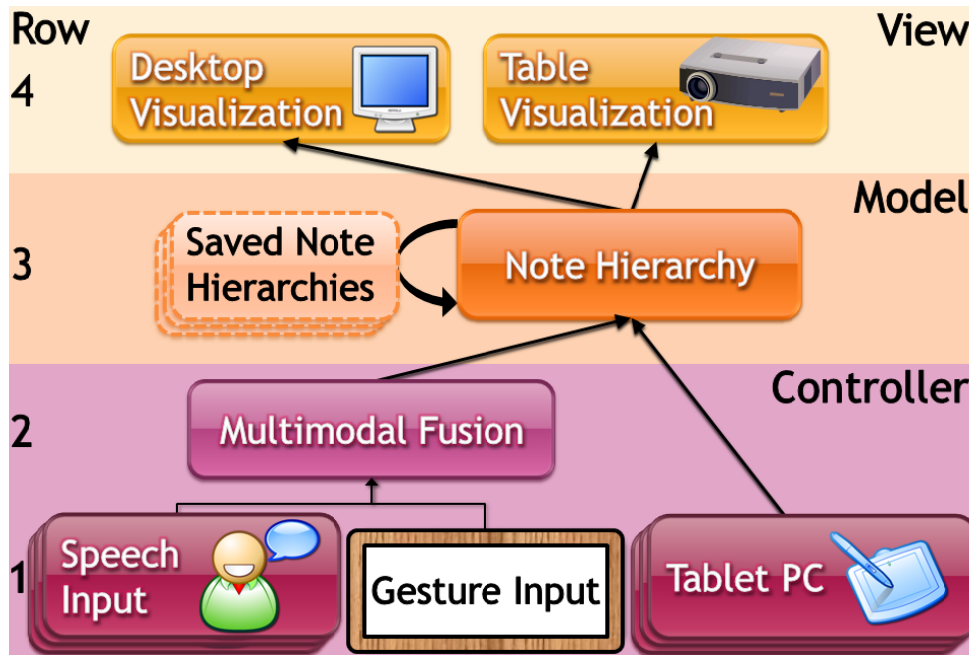 Row
View
4
Desktop
Visualization
Table
Visualization
Model
3
Saved Note
Hierarchies
Note Hierarchy
Controller
2
Multimodal Fusion
1
Speech
Input
Gesture Input
Tablet PC